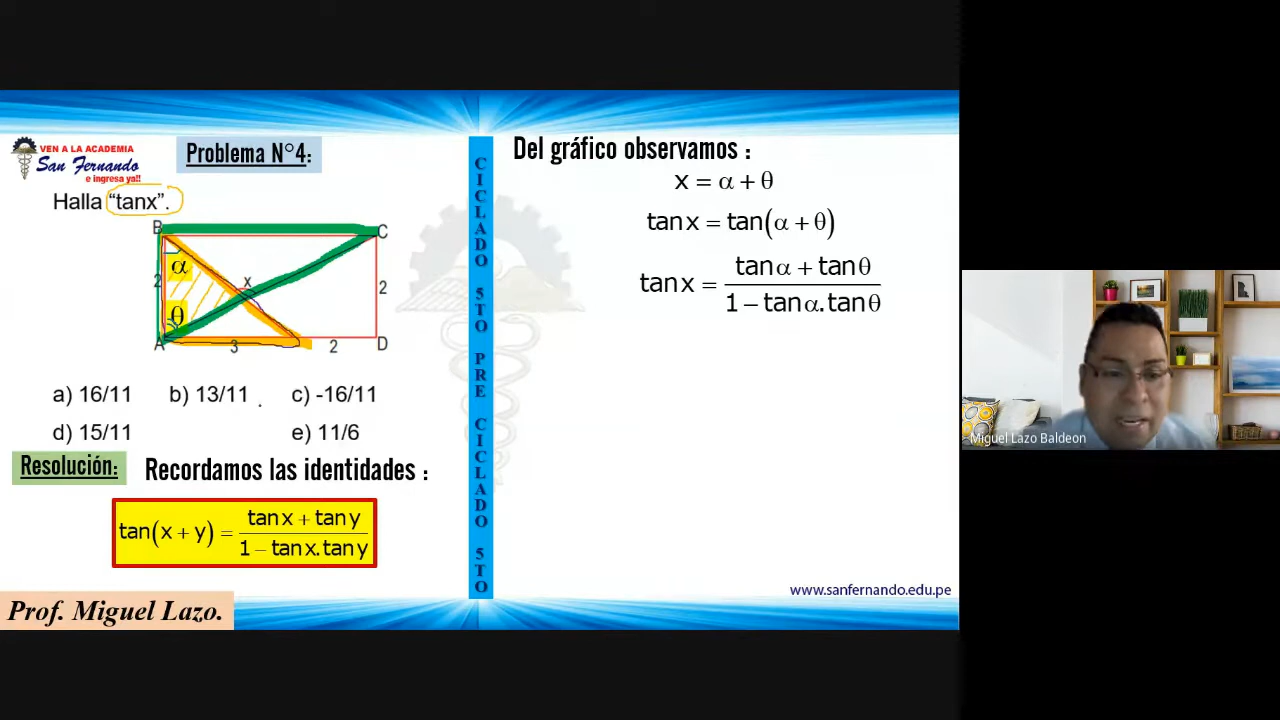 VEN A LA ACADEMIA
San Fernando
e ingresa ya!!
Problema N°4:
Halla “tanx”.
B
C
α
x
2
2
θ
A
3
2
D
a) 16/11
b) 13/11
c) -16/11
d) 15/11
e) 11/6
Resolución:
Recordamos las identidades :
tan(x + y) = (tanx + tany)/(1 − tanx.tany)
Prof. Miguel Lazo.
CICLADO 5TO PRE CICLADO 5TO
Del gráfico observamos :
x = α + θ
tanx = tan(α + θ)
tanx = (tanα + tanθ)/(1 − tanα.tanθ)
www.sanfernando.edu.pe
Miguel Lazo Baldeon